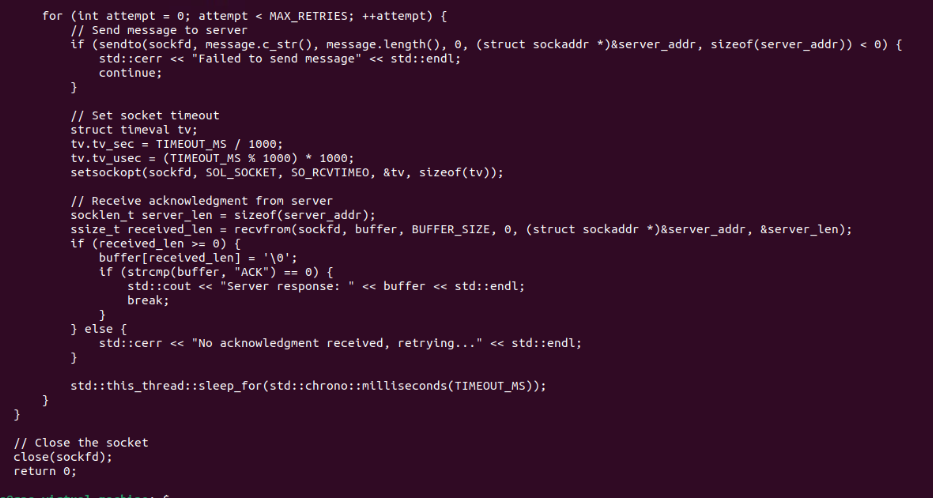 for (int attempt = 0; attempt < MAX_RETRIES; ++attempt) {
// Send message to server
if (sendto(sockfd, message.c_str(), message.length(), 0, (struct sockaddr *)&server_addr, sizeof(server_addr)) < 0) {
std::cerr << "Failed to send message" << std::endl;
continue;
}
// Set socket timeout
struct timeval tv;
tv.tv_sec = TIMEOUT_MS / 1000;
tv.tv_usec = (TIMEOUT_MS % 1000) * 1000;
setsockopt(sockfd, SOL_SOCKET, SO_RCVTIMEO, &tv, sizeof(tv));
// Receive acknowledgment from server
socklen_t server_len = sizeof(server_addr);
ssize_t received_len = recvfrom(sockfd, buffer, BUFFER_SIZE, 0, (struct sockaddr *)&server_addr, &server_len);
if (received_len >= 0) {
buffer[received_len] = '\0';
if (strcmp(buffer, "ACK") == 0) {
std::cout << "Server response: " << buffer << std::endl;
break;
}
} else {
std::cerr << "No acknowledgment received, retrying..." << std::endl;
}
std::this_thread::sleep_for(std::chrono::milliseconds(TIMEOUT_MS));
}
}
// Close the socket
close(sockfd);
return 0;